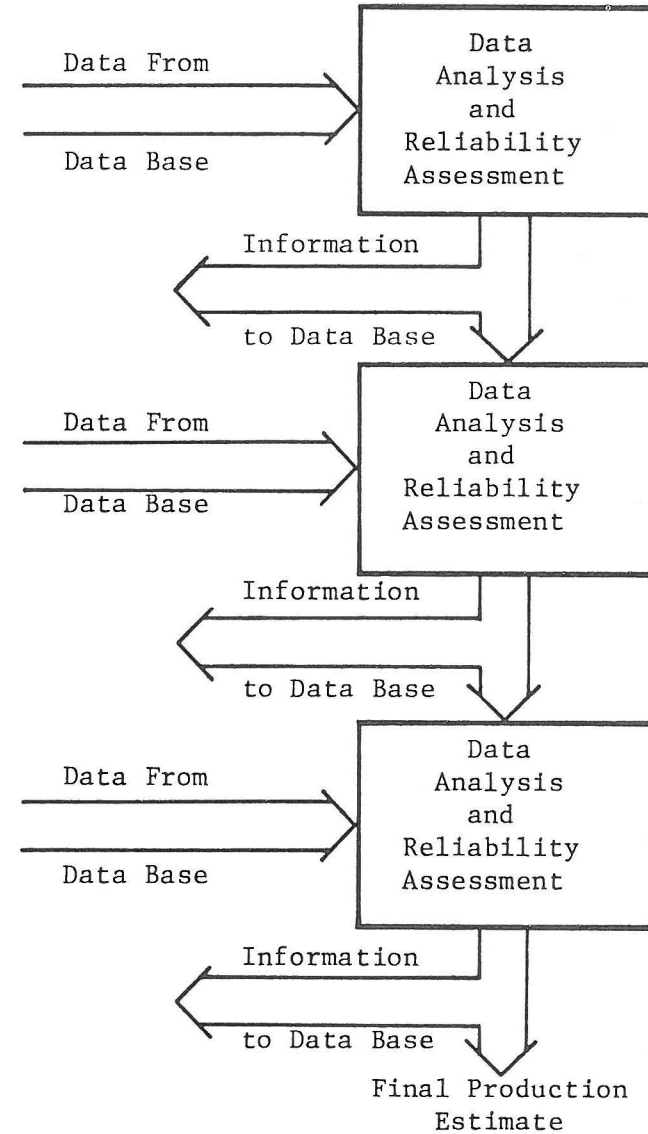 Data From
Data Base
Data
Analysis
and
Reliability
Assessment
Information
to Data Base
Data From
Data Base
Data
Analysis
and
Reliability
Assessment
Information
to Data Base
Data From
Data Base
Data
Analysis
and
Reliability
Assessment
Information
to Data Base
Final Production
Estimate